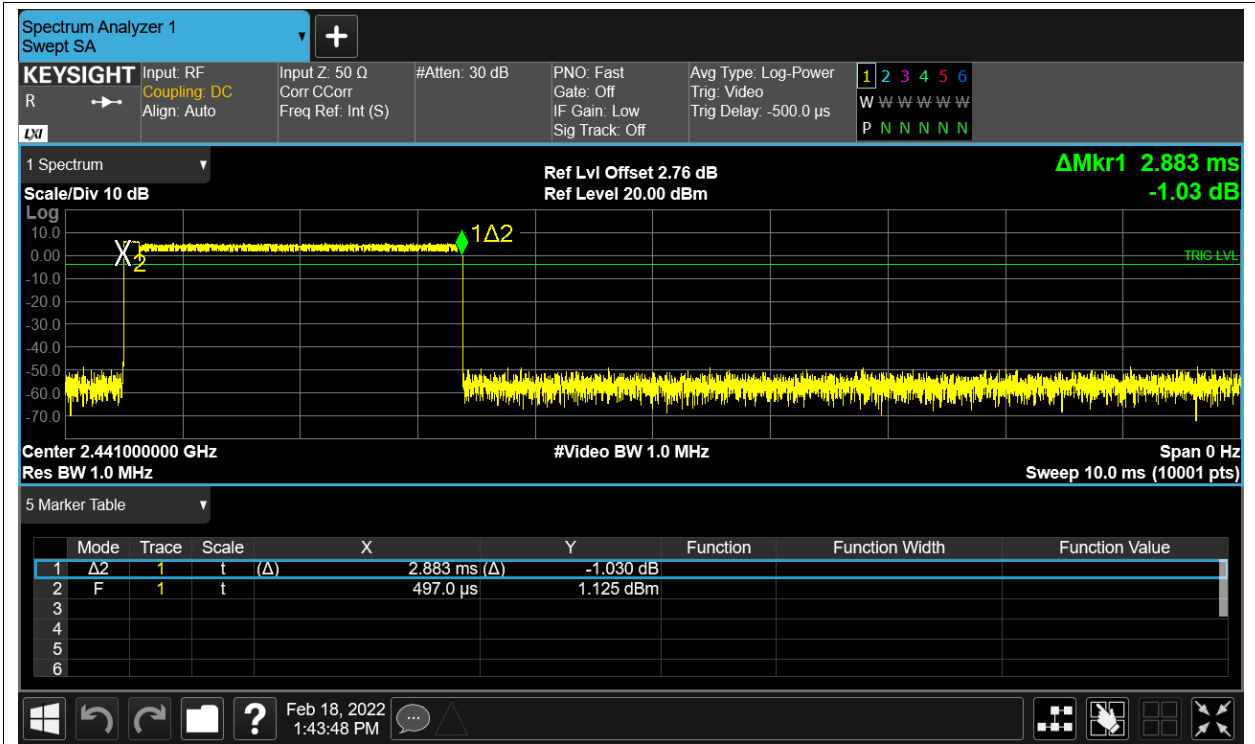 Spectrum Analyzer 1
Swept SA
KEYSIGHT Input: RF Input Z: 50 Ω #Atten: 30 dB PNO: Fast Avg Type: Log-Power 1 2 3 4 5 6
R Coupling: DC Corr CCorr Gate: Off Trig: Video W W W W W W
Align: Auto Freq Ref: Int (S) IF Gain: Low Trig Delay: -500.0 µs
LXI Sig Track: Off P N N N N N
1 Spectrum Ref Lvl Offset 2.76 dB ΔMkr1 2.883 ms
Scale/Div 10 dB Ref Level 20.00 dBm -1.03 dB
Log
10.0 1Δ2
0.00 X 2 TRIG LVL
-10.0
-20.0
-30.0
-40.0
-50.0
-60.0
-70.0
Center 2.441000000 GHz #Video BW 1.0 MHz Span 0 Hz
Res BW 1.0 MHz Sweep 10.0 ms (10001 pts)
5 Marker Table
Mode Trace Scale X Y Function Function Width Function Value
1 Δ2 1 t (Δ) 2.883 ms (Δ) -1.030 dB
2 F 1 t 497.0 µs 1.125 dBm
3
4
5
6
? Feb 18, 2022
1:43:48 PM